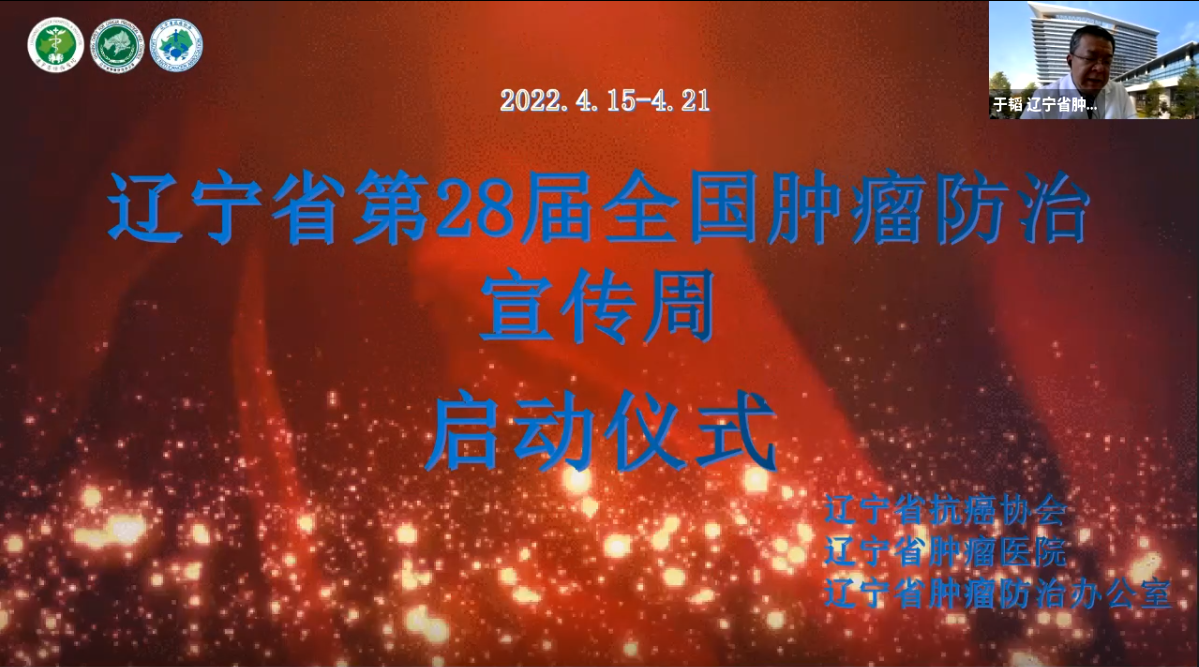 2022.4.15-4.21
于韬 辽宁省肿...
辽宁省第28届全国肿瘤防治
宣传周
启动仪式
辽宁省抗癌协会
辽宁省肿瘤医院
辽宁省肿瘤防治办公室